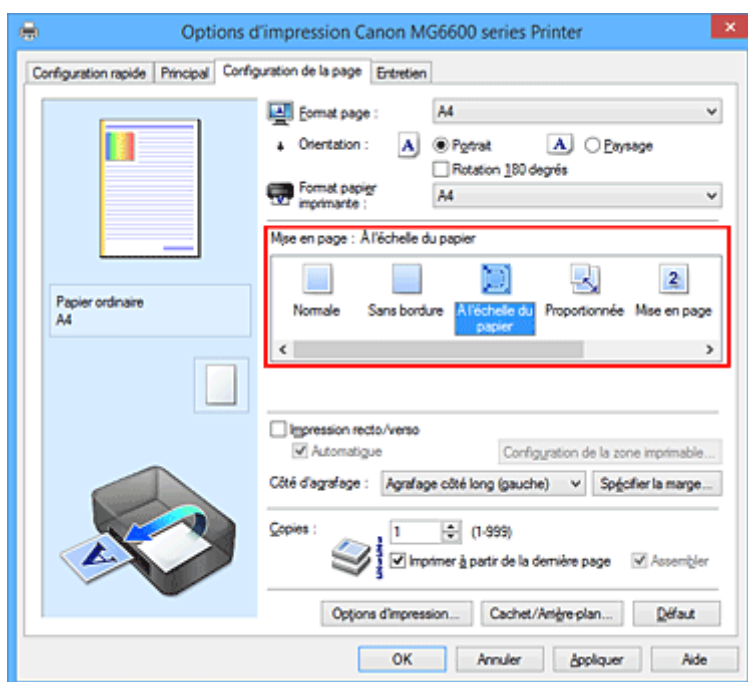 Options d'impression Canon MG6600 series Printer
Configuration rapide Principal Configuration de la page Entretien
Format page : A4
Orientation : A Portrait A Paysage
Rotation 180 degrés
Format papier imprimante : A4
Mise en page : À l'échelle du papier
Normale Sans bordure A l'échelle du papier Proportionnée Mise en page
2
Papier ordinaire
A4
Impression recto/verso
Automatique Configuration de la zone imprimable...
Côté d'agrafage : Agrafage côté long (gauche) Spécifier la marge...
Copies : 1 (1-999)
Imprimer à partir de la dernière page Assembler
Options d'impression... Cachet/Arrière-plan... Défaut
OK Annuler Appliquer Aide